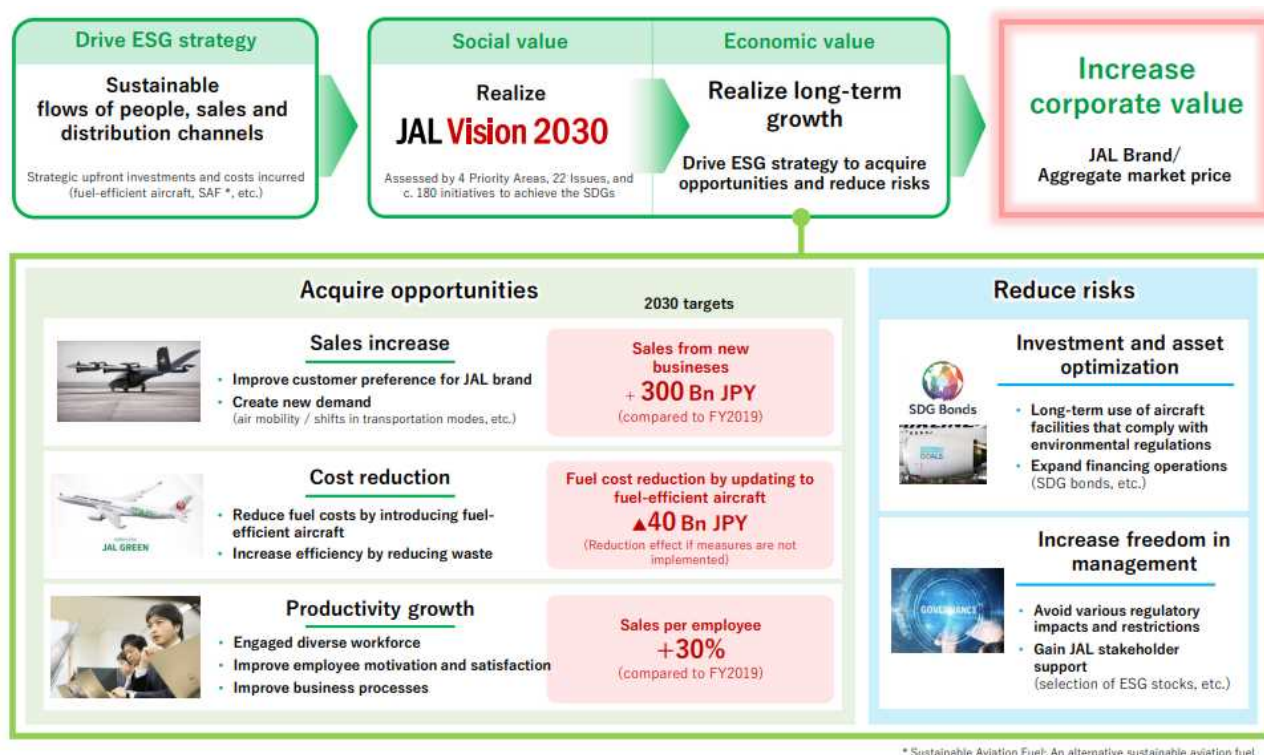 Drive ESG strategy
Sustainable
flows of people, sales and
distribution channels
Strategic upfront investments and costs incurred
(fuel-efficient aircraft, SAF *, etc.)
Social value
Realize
JAL Vision 2030
Assessed by 4 Priority Areas, 22 Issues, and
c. 180 initiatives to achieve the SDGs
Economic value
Realize long-term
growth
Drive ESG strategy to acquire
opportunities and reduce risks
Increase
corporate value
JAL Brand/
Aggregate market price
Acquire opportunities
2030 targets
Sales increase
• Improve customer preference for JAL brand
• Create new demand
(air mobility / shifts in transportation modes, etc.)
Sales from new
busineses
+ 300 Bn JPY
(compared to FY2019)
JAL GREEN
Cost reduction
• Reduce fuel costs by introducing fuel-
efficient aircraft
• Increase efficiency by reducing waste
Fuel cost reduction by updating to
fuel-efficient aircraft
▲40 Bn JPY
(Reduction effect if measures are not
implemented)
Productivity growth
• Engaged diverse workforce
• Improve employee motivation and satisfaction
• Improve business processes
Sales per employee
+30%
(compared to FY2019)
Reduce risks
SDG Bonds
GOALS
Investment and asset
optimization
• Long-term use of aircraft
facilities that comply with
environmental regulations
• Expand financing operations
(SDG bonds, etc.)
GOVERNANCE
Increase freedom in
management
• Avoid various regulatory
impacts and restrictions
• Gain JAL stakeholder
support
(selection of ESG stocks, etc.)
* Sustainable Aviation Fuel: An alternative sustainable aviation fuel